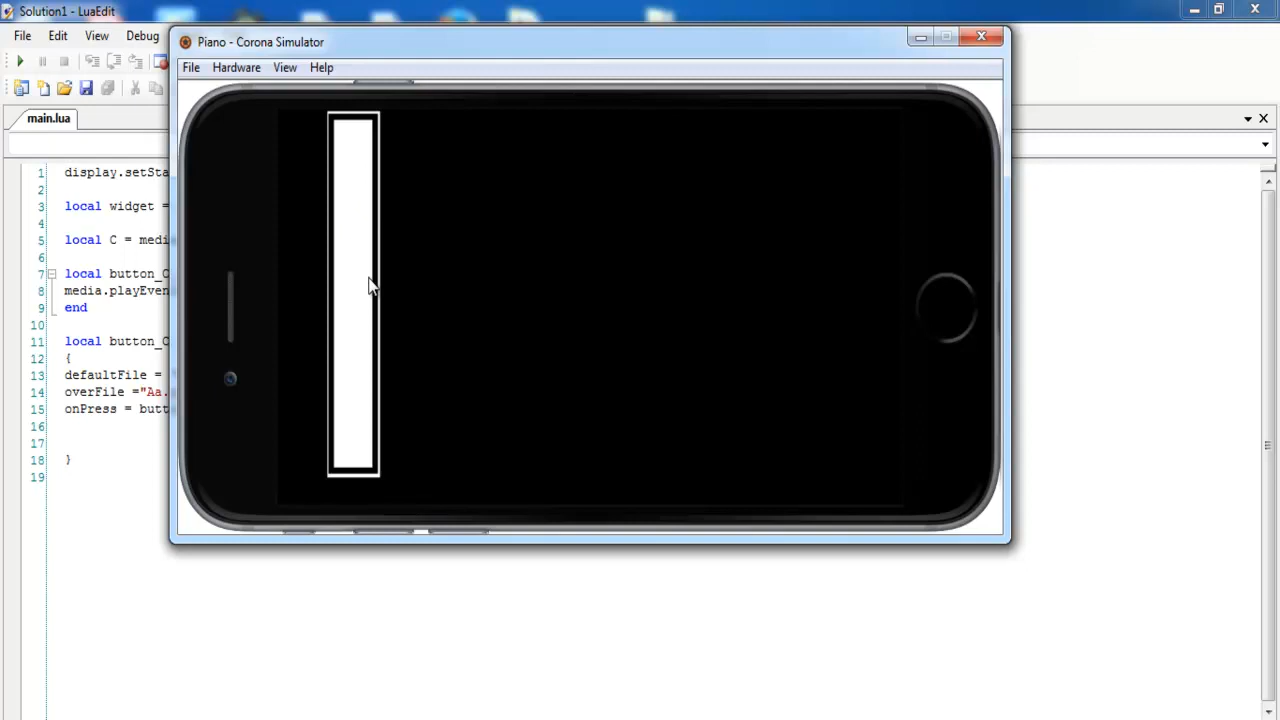 Solution1 - LuaEdit
File Edit View Debug
Piano - Corona Simulator
File Hardware View Help
main.lua
1 display.setSta
2
3 local widget =
4
5 local C = medi
6
7 local button_C
8 media.playEven
9 end
10
11 local button_C
12 {
13 defaultFile =
14 overFile ="Aa.
15 onPress = butt
16
17
18 }
19